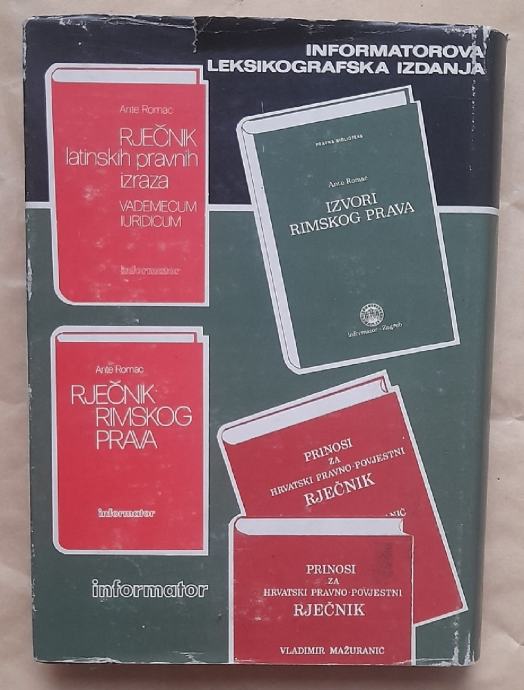 INFORMATOROVA
LEKSIKOGRAFSKA IZDANJA
Ante Romac
RJEČNIK
latinskih pravnih
izraza
VADEMECUM
IURIDICUM
informator
PRAVNA BIBLIOTEKA
Ante Romac
IZVORI
RIMSKOG PRAVA
informator - Zagreb
Ante Romac
RJEČNIK
RIMSKOG
PRAVA
informator
PRINOSI
ZA
HRVATSKI PRAVNO-POVJESTNI
RJEČNIK
PRINOSI
ZA
HRVATSKI PRAVNO-POVJESTNI
RJEČNIK
VLADIMIR MAŽURANIĆ
informator